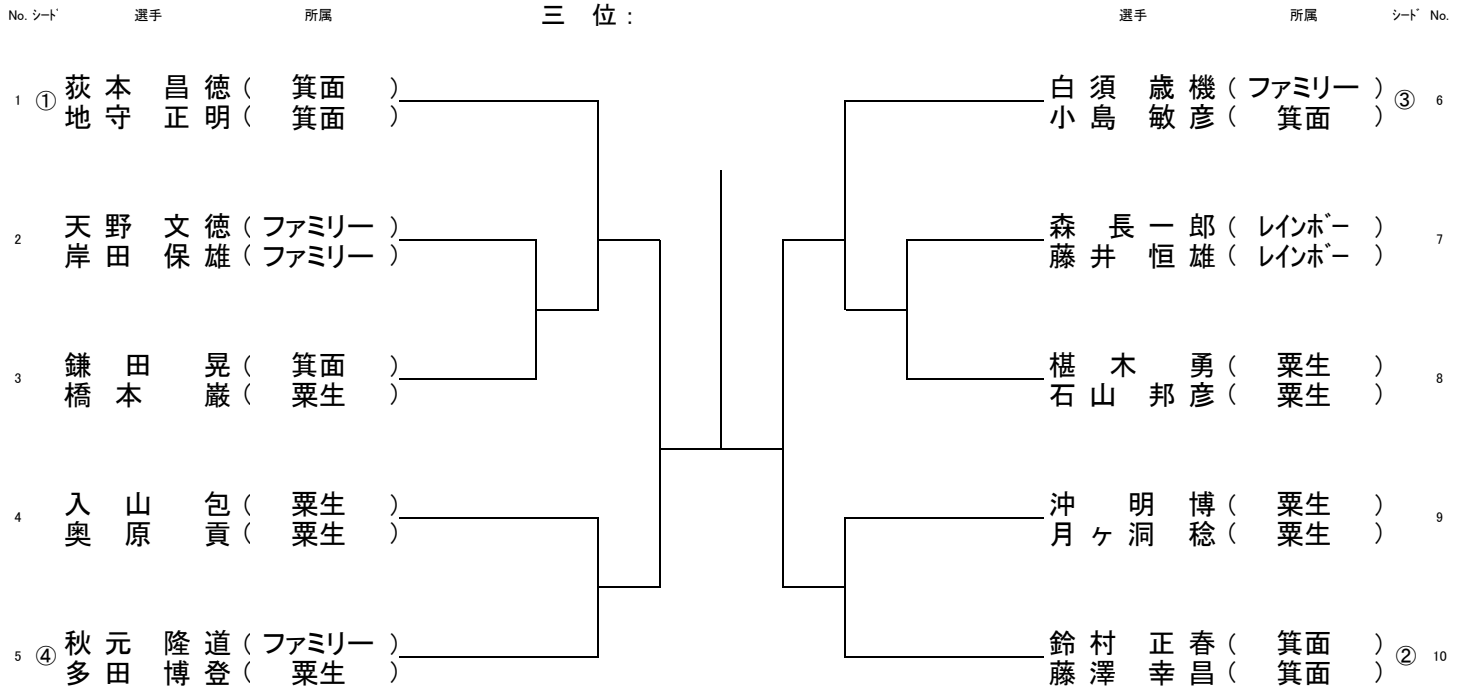 No. シード 選手 所属 三 位 : 選手 所属 シード No.
1 ① 荻本 昌徳 ( 箕面 )
地守 正明 ( 箕面 )
白須 歳機 ( ファミリー ) ③ 6
小島 敏彦 ( 箕面 )
2 天野 文徳 ( ファミリー )
岸田 保雄 ( ファミリー )
森 長一郎 ( レインボー ) 7
藤井 恒雄 ( レインボー )
3 鎌田 晃 ( 箕面 )
橋本 巌 ( 粟生 )
椹木 勇 ( 粟生 ) 8
石山 邦彦 ( 粟生 )
4 入山 包 ( 粟生 )
奥原 貢 ( 粟生 )
沖 明博 ( 粟生 ) 9
月ヶ洞 稔 ( 粟生 )
5 ④ 秋元 隆道 ( ファミリー )
多田 博登 ( 粟生 )
鈴村 正春 ( 箕面 ) ② 10
藤澤 幸昌 ( 箕面 )